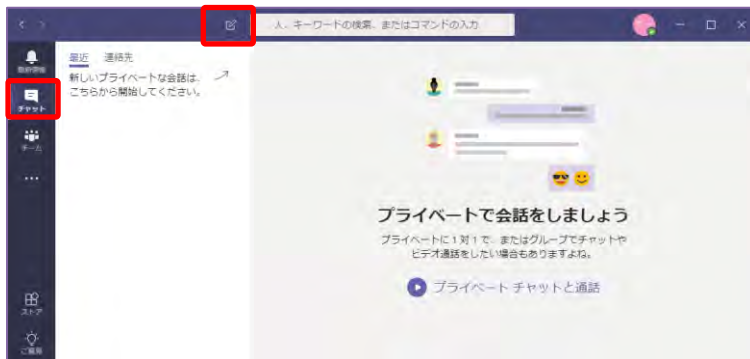 人、キーワードの検索、またはコマンドの入力
最新情報
最近 連絡先
新しいプライベートな会話は、
こちらから開始してください。
チャット
チーム
プライベートで会話をしましょう
プライベートに 1 対 1 で、またはグループでチャットや
ビデオ通話をしたい場合もありますよね。
プライベート チャットと通話
ストア